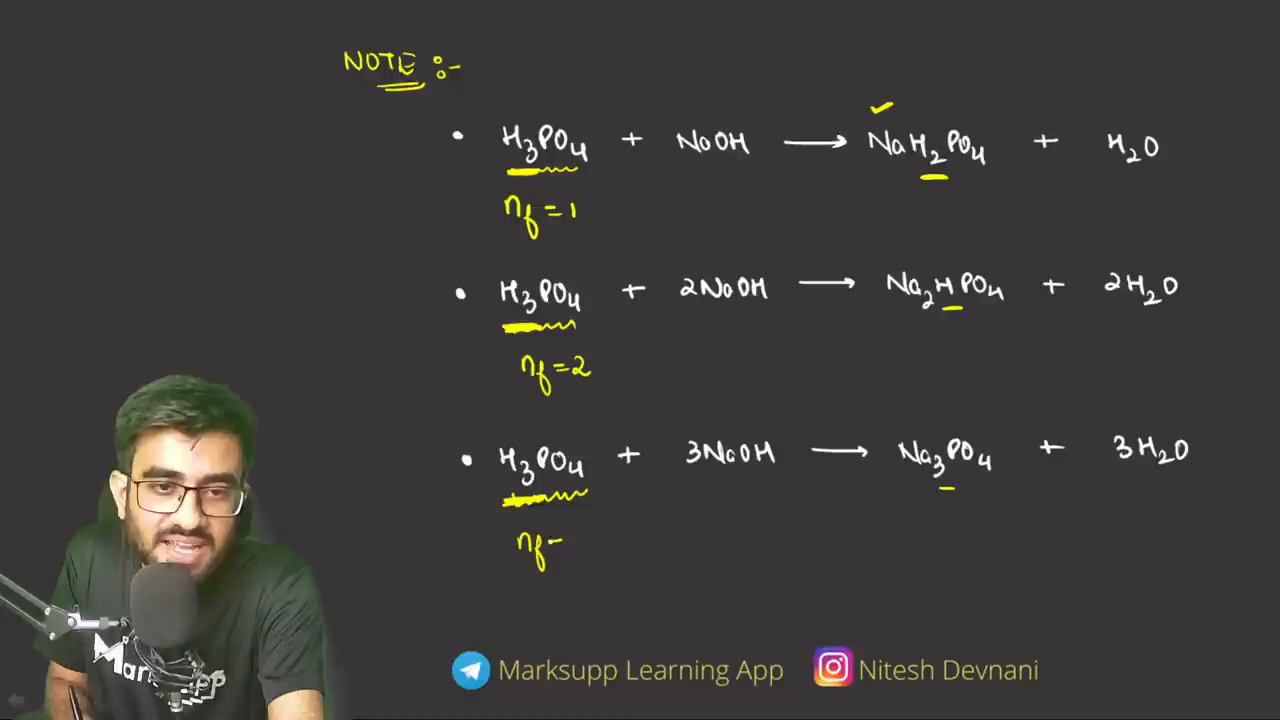 NOTE :-
• H₃PO₄ + NaOH ⟶ NaH₂PO₄ + H₂O
nf = 1
• H₃PO₄ + 2NaOH ⟶ Na₂HPO₄ + 2H₂O
nf = 2
• H₃PO₄ + 3NaOH ⟶ Na₃PO₄ + 3H₂O
nf -
Marksupp Learning App Nitesh Devnani